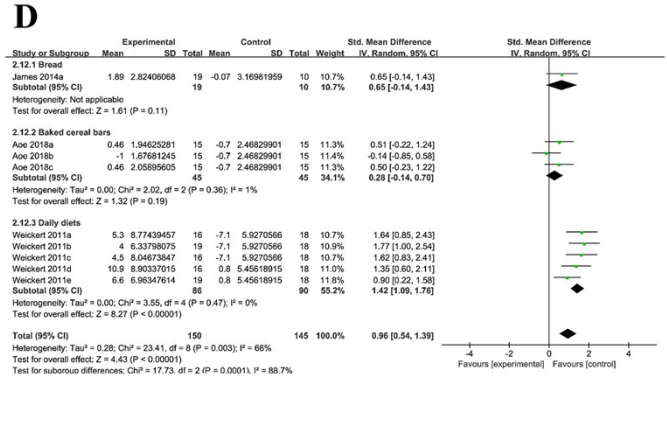 D
Experimental Control Std. Mean Difference Std. Mean Difference
Study or Subgroup Mean SD Total Mean SD Total Weight IV, Random, 95% CI IV, Random, 95% CI
2.12.1 Bread
James 2014a 1.89 2.82406068 19 -0.07 3.16981959 10 10.7% 0.65 [-0.14, 1.43]
Subtotal (95% CI) 19 10 10.7% 0.65 [-0.14, 1.43]
Heterogeneity: Not applicable
Test for overall effect: Z = 1.61 (P = 0.11)
2.12.2 Baked cereal bars
Aoe 2018a 0.46 1.94625281 15 -0.7 2.46829901 15 11.3% 0.51 [-0.22, 1.24]
Aoe 2018b -1 1.67681245 15 -0.7 2.46829901 15 11.4% -0.14 [-0.85, 0.58]
Aoe 2018c 0.46 2.05895605 15 -0.7 2.46829901 15 11.3% 0.50 [-0.23, 1.22]
Subtotal (95% CI) 45 45 34.1% 0.28 [-0.14, 0.70]
Heterogeneity: Tau² = 0.00; Chi² = 2.02, df = 2 (P = 0.36); I² = 1%
Test for overall effect: Z = 1.32 (P = 0.19)
2.12.3 Daily diets
Weickert 2011a 5.3 8.77439457 16 -7.1 5.9270566 18 10.7% 1.64 [0.85, 2.43]
Weickert 2011b 4 6.33798075 19 -7.1 5.9270566 18 10.9% 1.77 [1.00, 2.54]
Weickert 2011c 4.5 8.04673847 16 -7.1 5.9270566 18 10.7% 1.62 [0.83, 2.41]
Weickert 2011d 10.9 8.90337015 16 0.8 5.45618915 18 11.0% 1.35 [0.60, 2.11]
Weickert 2011e 6.6 6.96347614 19 0.8 5.45618915 18 11.8% 0.90 [0.22, 1.58]
Subtotal (95% CI) 86 90 55.2% 1.42 [1.09, 1.76]
Heterogeneity: Tau² = 0.00; Chi² = 3.55, df = 4 (P = 0.47); I² = 0%
Test for overall effect: Z = 8.27 (P < 0.00001)
Total (95% CI) 150 145 100.0% 0.96 [0.54, 1.39]
Heterogeneity: Tau² = 0.28; Chi² = 23.41, df = 8 (P = 0.003); I² = 66%
Test for overall effect: Z = 4.43 (P < 0.00001)
Test for subgroup differences: Chi² = 17.73, df = 2 (P = 0.0001), I² = 88.7%
-4 -2 0 2 4
Favours [experimental] Favours [control]